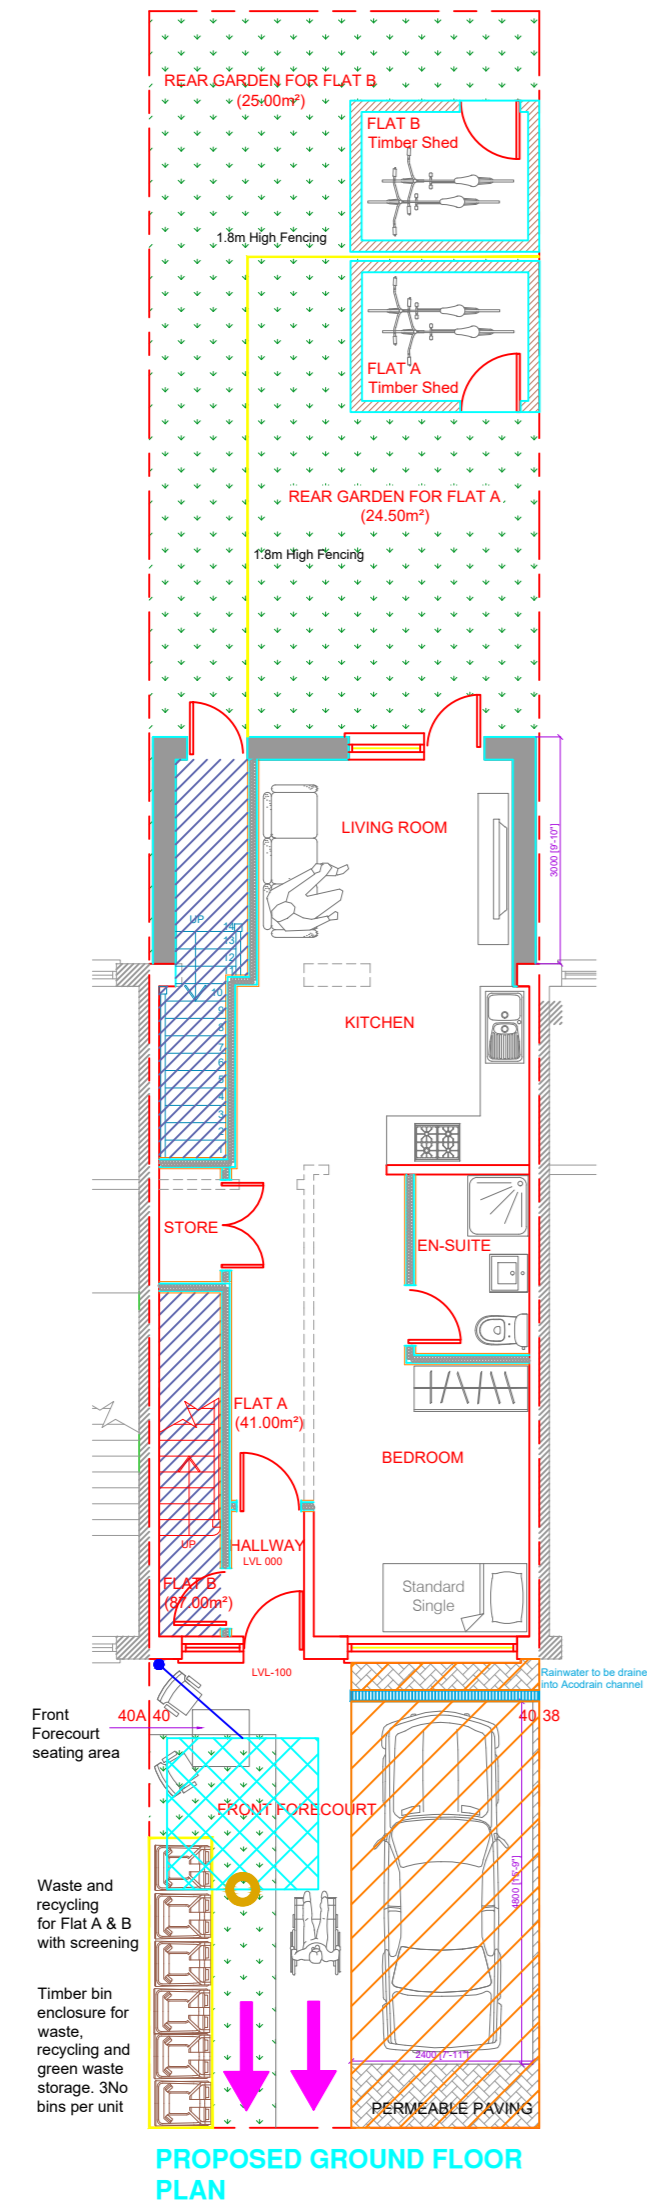 REAR GARDEN FOR FLAT B
(25.00m²)
FLAT B
Timber Shed
1.8m High Fencing
FLAT A
Timber Shed
REAR GARDEN FOR FLAT A
(24.50m²)
1.8m High Fencing
LIVING ROOM
3000 [9'-10"]
UP
14
13
12
11
10
9
8
7
6
5
4
3
2
1
KITCHEN
STORE
EN-SUITE
FLAT A
(41.00m²)
BEDROOM
UP
HALLWAY
LVL 000
FLAT B
(87.00m²)
Standard
Single
LVL-100
Rainwater to be draine
into Acodrain channel
Front
Forecourt
seating area
40A
40
40
38
FRONT FORECOURT
Waste and
recycling
for Flat A & B
with screening
4800 [15'-9"]
Timber bin
enclosure for
waste,
recycling and
green waste
storage. 3No
bins per unit
2400 [7'-11"]
PERMEABLE PAVING
PROPOSED GROUND FLOOR
PLAN